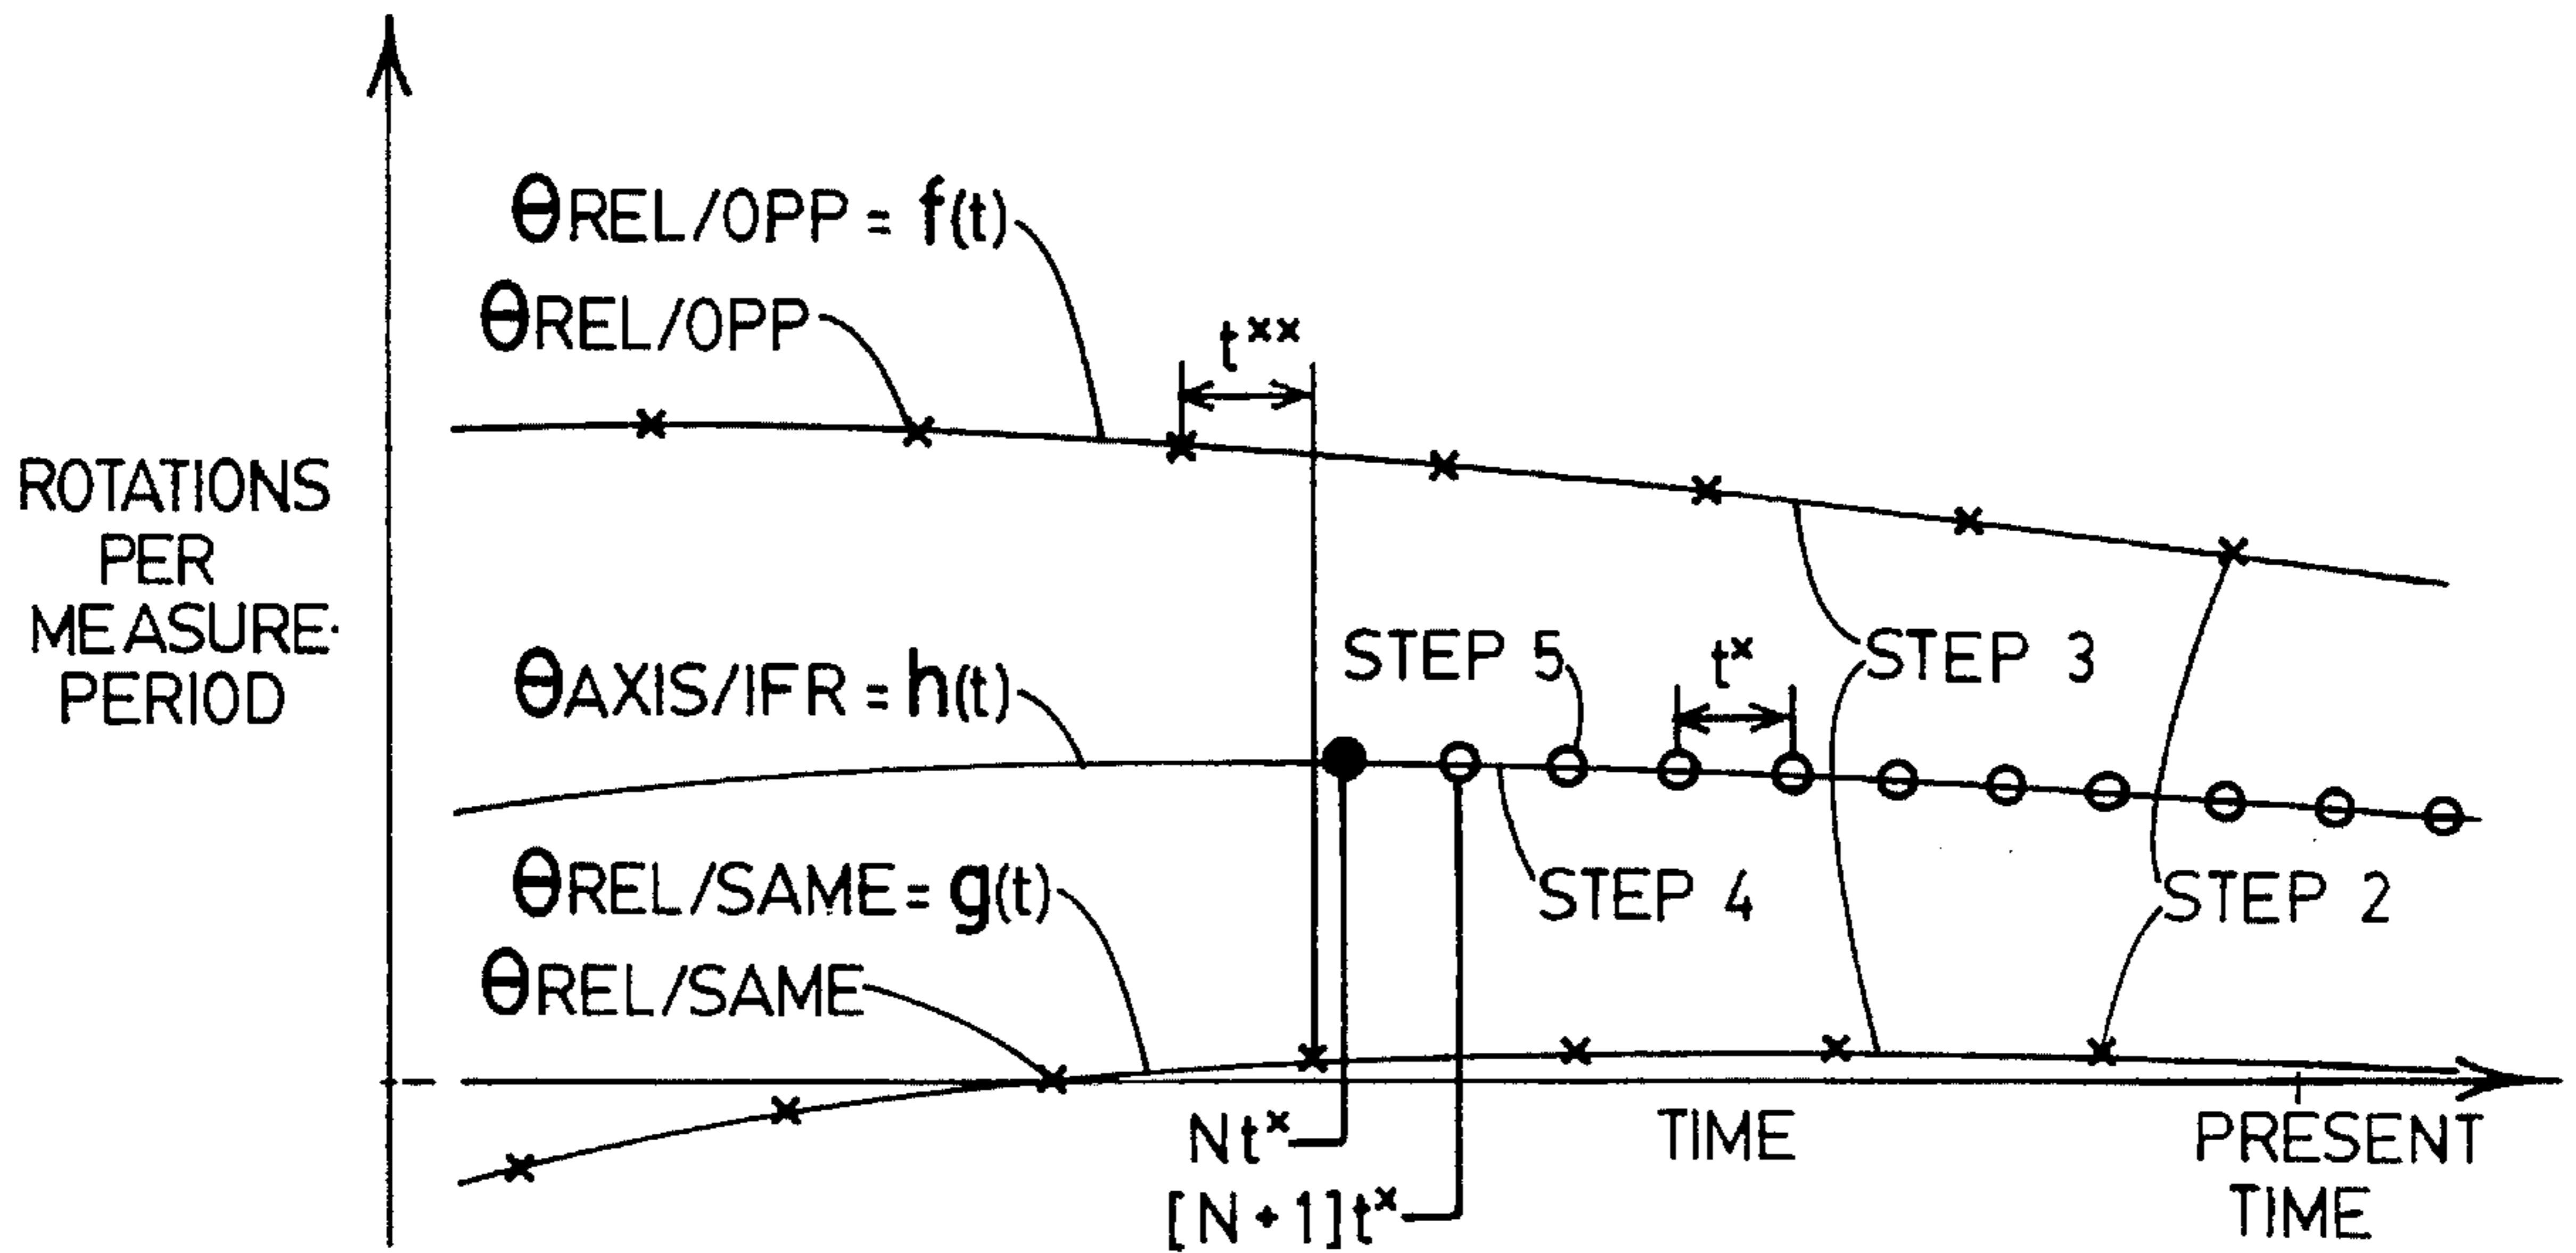 θREL/OPP = f(t)
θREL/OPP
t××
ROTATIONS
PER
MEASURE-
PERIOD
θAXIS/IFR = h(t)
STEP 5
t×
STEP 3
θREL/SAME = g(t)
STEP 4
STEP 2
θREL/SAME
Nt×
TIME
PRESENT
TIME
[N+1]t×